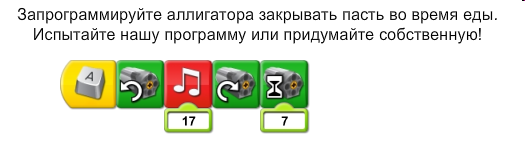 Запрограммируйте аллигатора закрывать пасть во время еды.
Испытайте нашу программу или придумайте собственную!
A
17
7